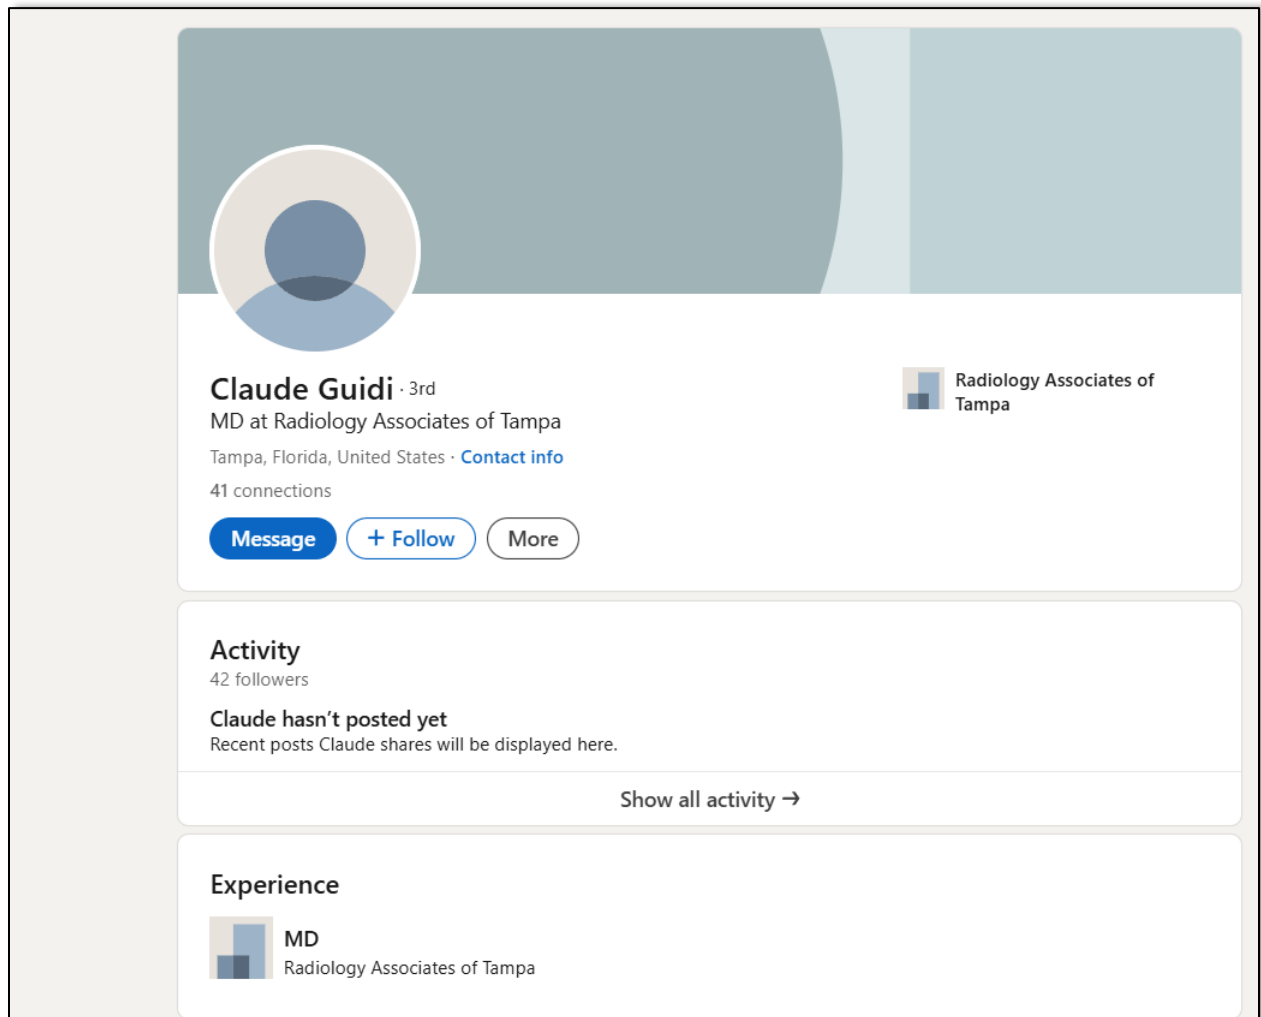 Claude Guidi · 3rd
MD at Radiology Associates of Tampa
Tampa, Florida, United States · Contact info
41 connections
Message
+ Follow
More
Radiology Associates of
Tampa
Activity
42 followers
Claude hasn’t posted yet
Recent posts Claude shares will be displayed here.
Show all activity →
Experience
MD
Radiology Associates of Tampa